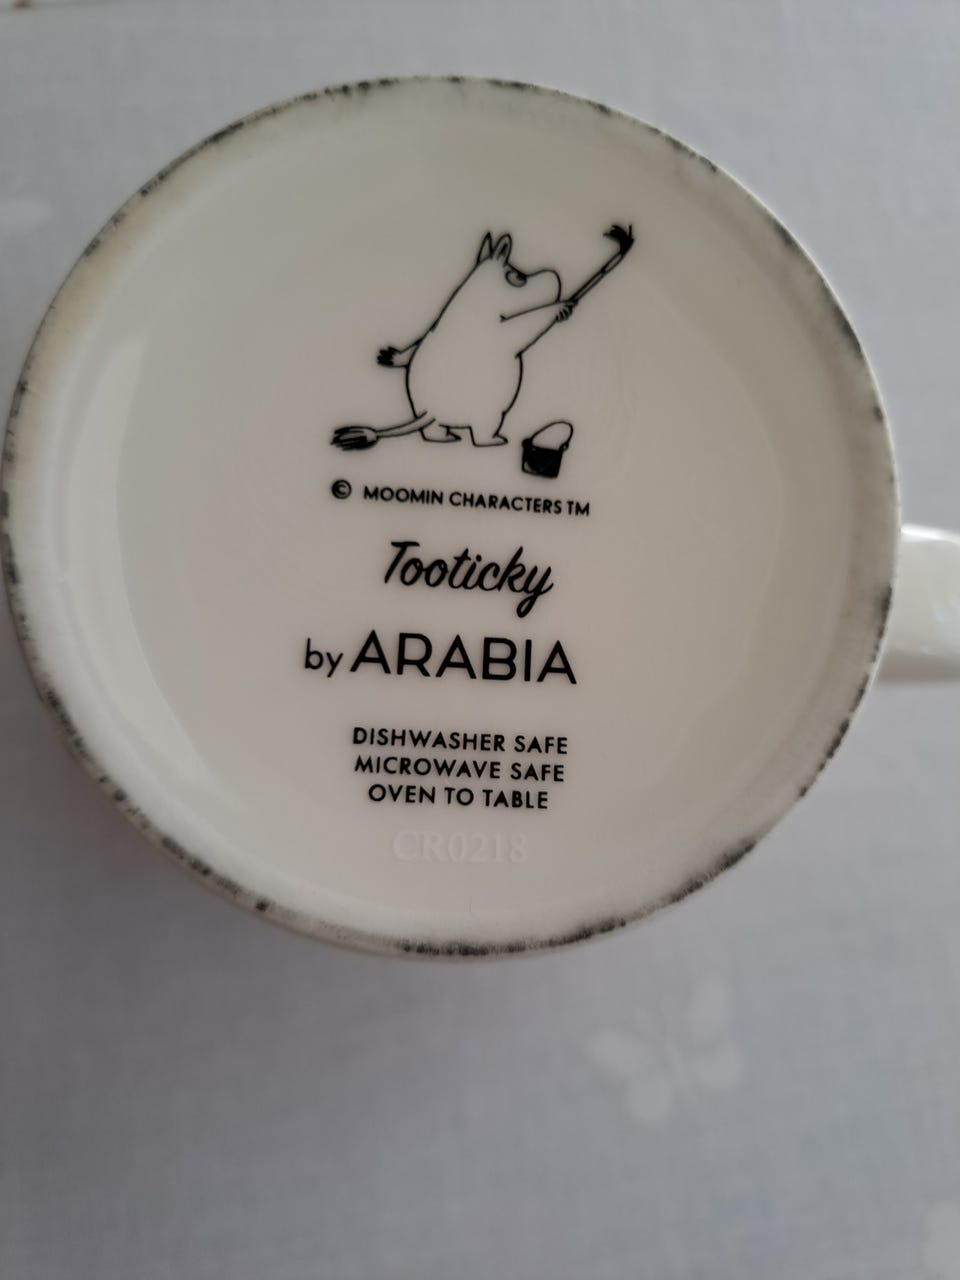 © MOOMIN CHARACTERS TM
Tooticky
by ARABIA
DISHWASHER SAFE
MICROWAVE SAFE
OVEN TO TABLE
CR0218